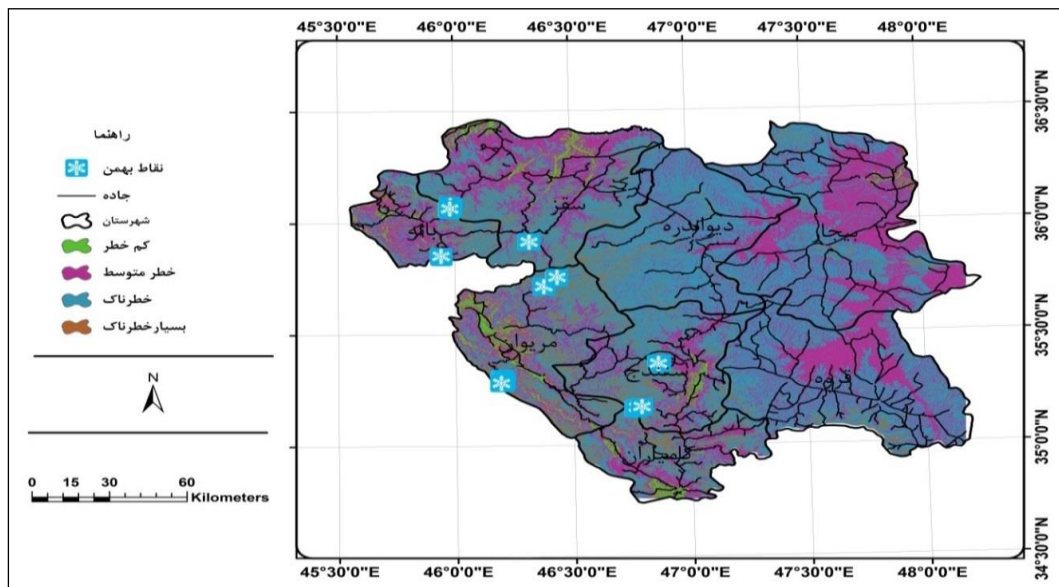 45°30'0"E 46°0'0"E 46°30'0"E 47°0'0"E 47°30'0"E 48°0'0"E
36°30'0"N
36°0'0"N
35°30'0"N
35°0'0"N
34°30'0"N
راهنما
نقاط بهمن
جاده
شهرستان
کم خطر
خطر متوسط
خطرناک
بسیار خطرناک
N
0 15 30 60
Kilometers
سقز
بانه
دیواندره
بیجار
مریوان
سنندج
قروه
کامیاران
45°30'0"E 46°0'0"E 46°30'0"E 47°0'0"E 47°30'0"E 48°0'0"E